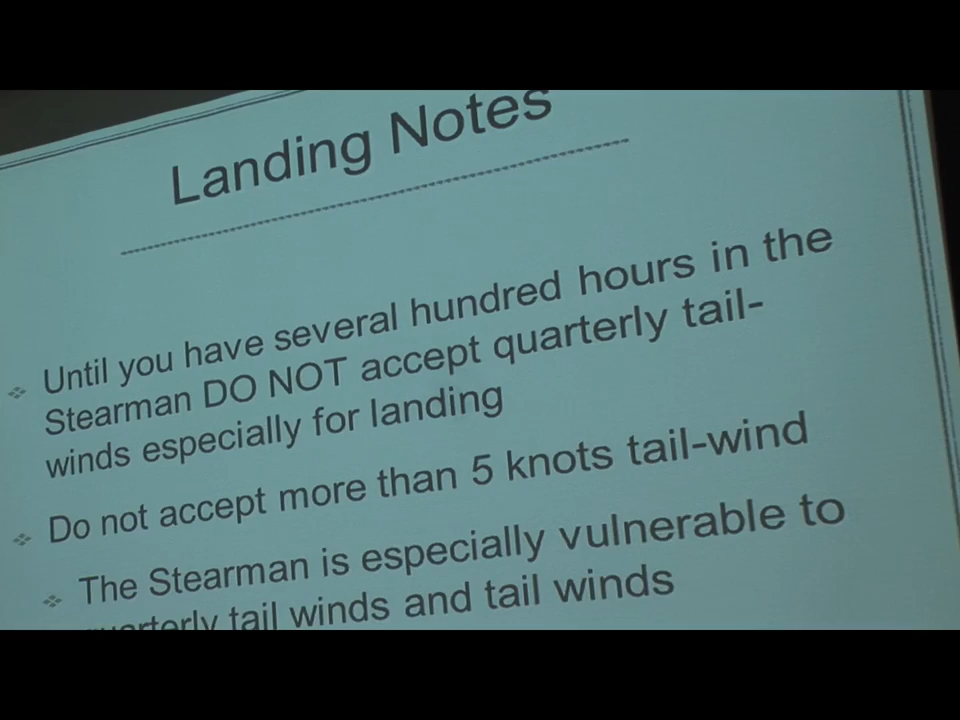 Landing Notes
Until you have several hundred hours in the
Stearman DO NOT accept quarterly tail-
winds especially for landing
Do not accept more than 5 knots tail-wind
The Stearman is especially vulnerable to
quarterly tail winds and tail winds